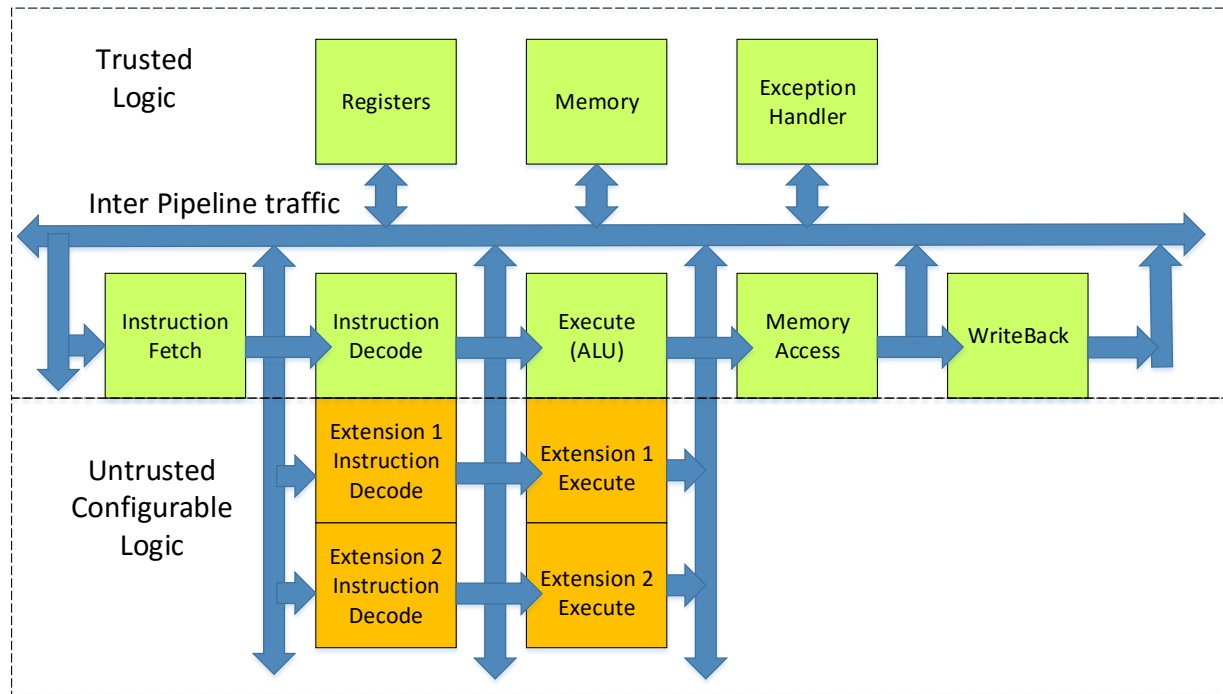 Trusted
Logic
Registers
Memory
Exception
Handler
Inter Pipeline traffic
Instruction
Fetch
Instruction
Decode
Execute
(ALU)
Memory
Access
WriteBack
Untrusted
Configurable
Logic
Extension 1
Instruction
Decode
Extension 1
Execute
Extension 2
Instruction
Decode
Extension 2
Execute